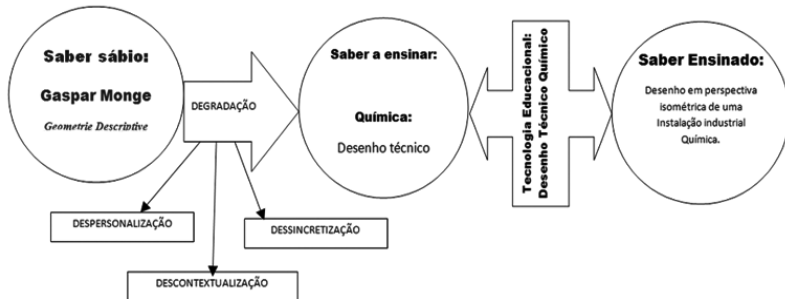 Saber sábio:
Gaspar Monge
Geometrie Descriptive
DEGRADAÇÃO
DESPERSONALIZAÇÃO
DESCONTEXTUALIZAÇÃO
DESSINCRETIZAÇÃO
Saber a ensinar:
Química:
Desenho técnico
Tecnologia Educacional:
Desenho Técnico Químico
Saber Ensinado:
Desenho em perspectiva
isométrica de uma
Instalação industrial
Química.